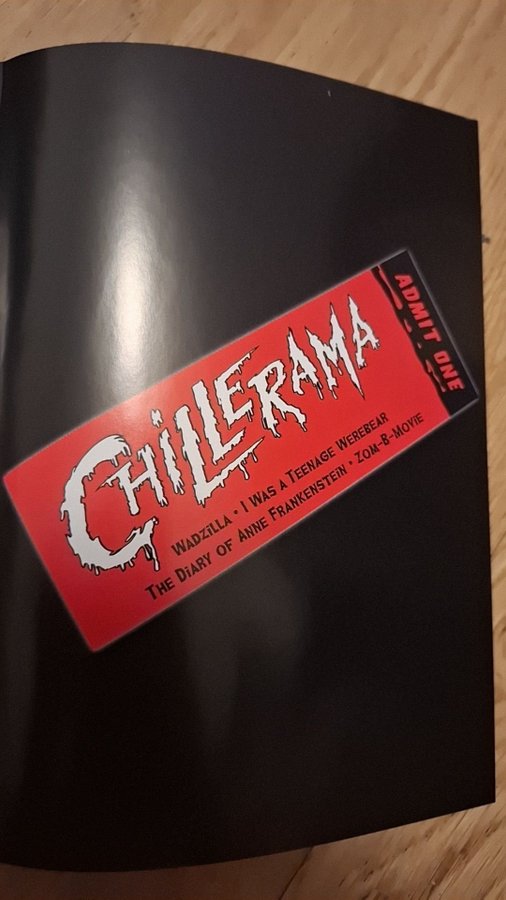 CHILLERAMA
WADZILLA • I WAS A TEENAGE WEREBEAR
THE DIARY OF ANNE FRANKENSTEIN • ZOM-B-MOVIE
ADMIT ONE